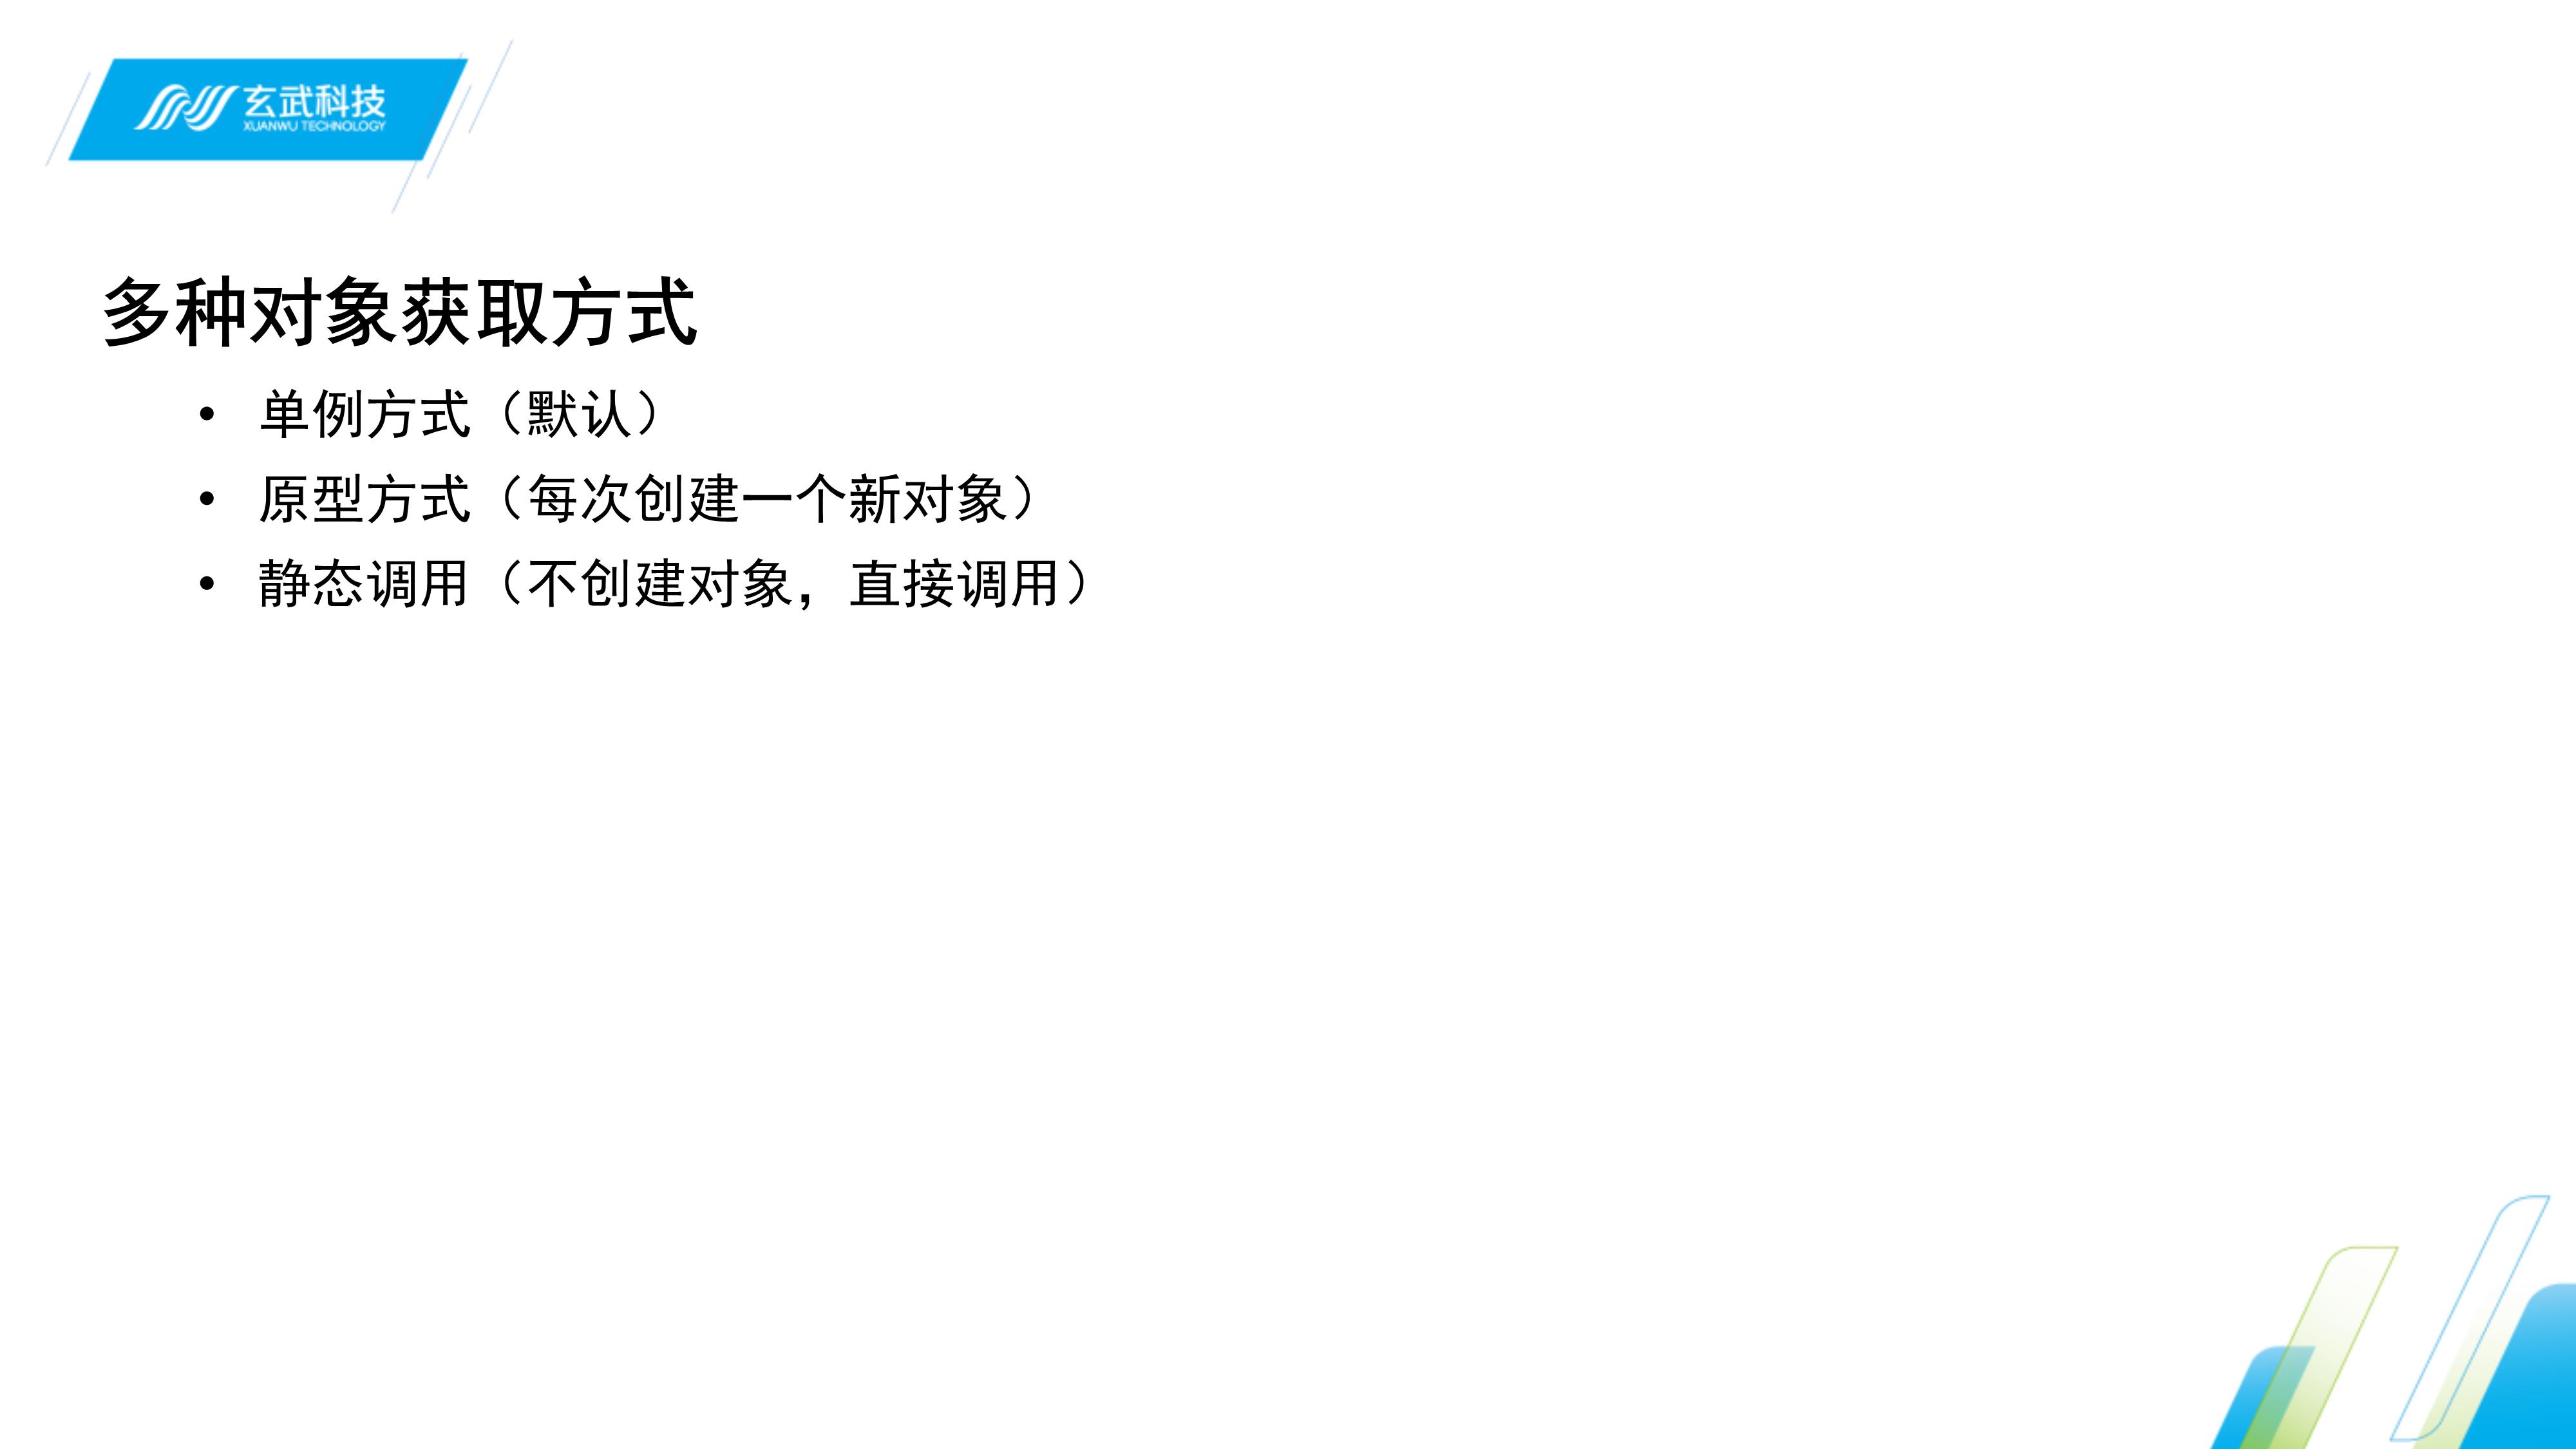 玄武科技
XUANWU TECHNOLOGY
多种对象获取方式
• 单例方式（默认）
• 原型方式（每次创建一个新对象）
• 静态调用（不创建对象，直接调用）